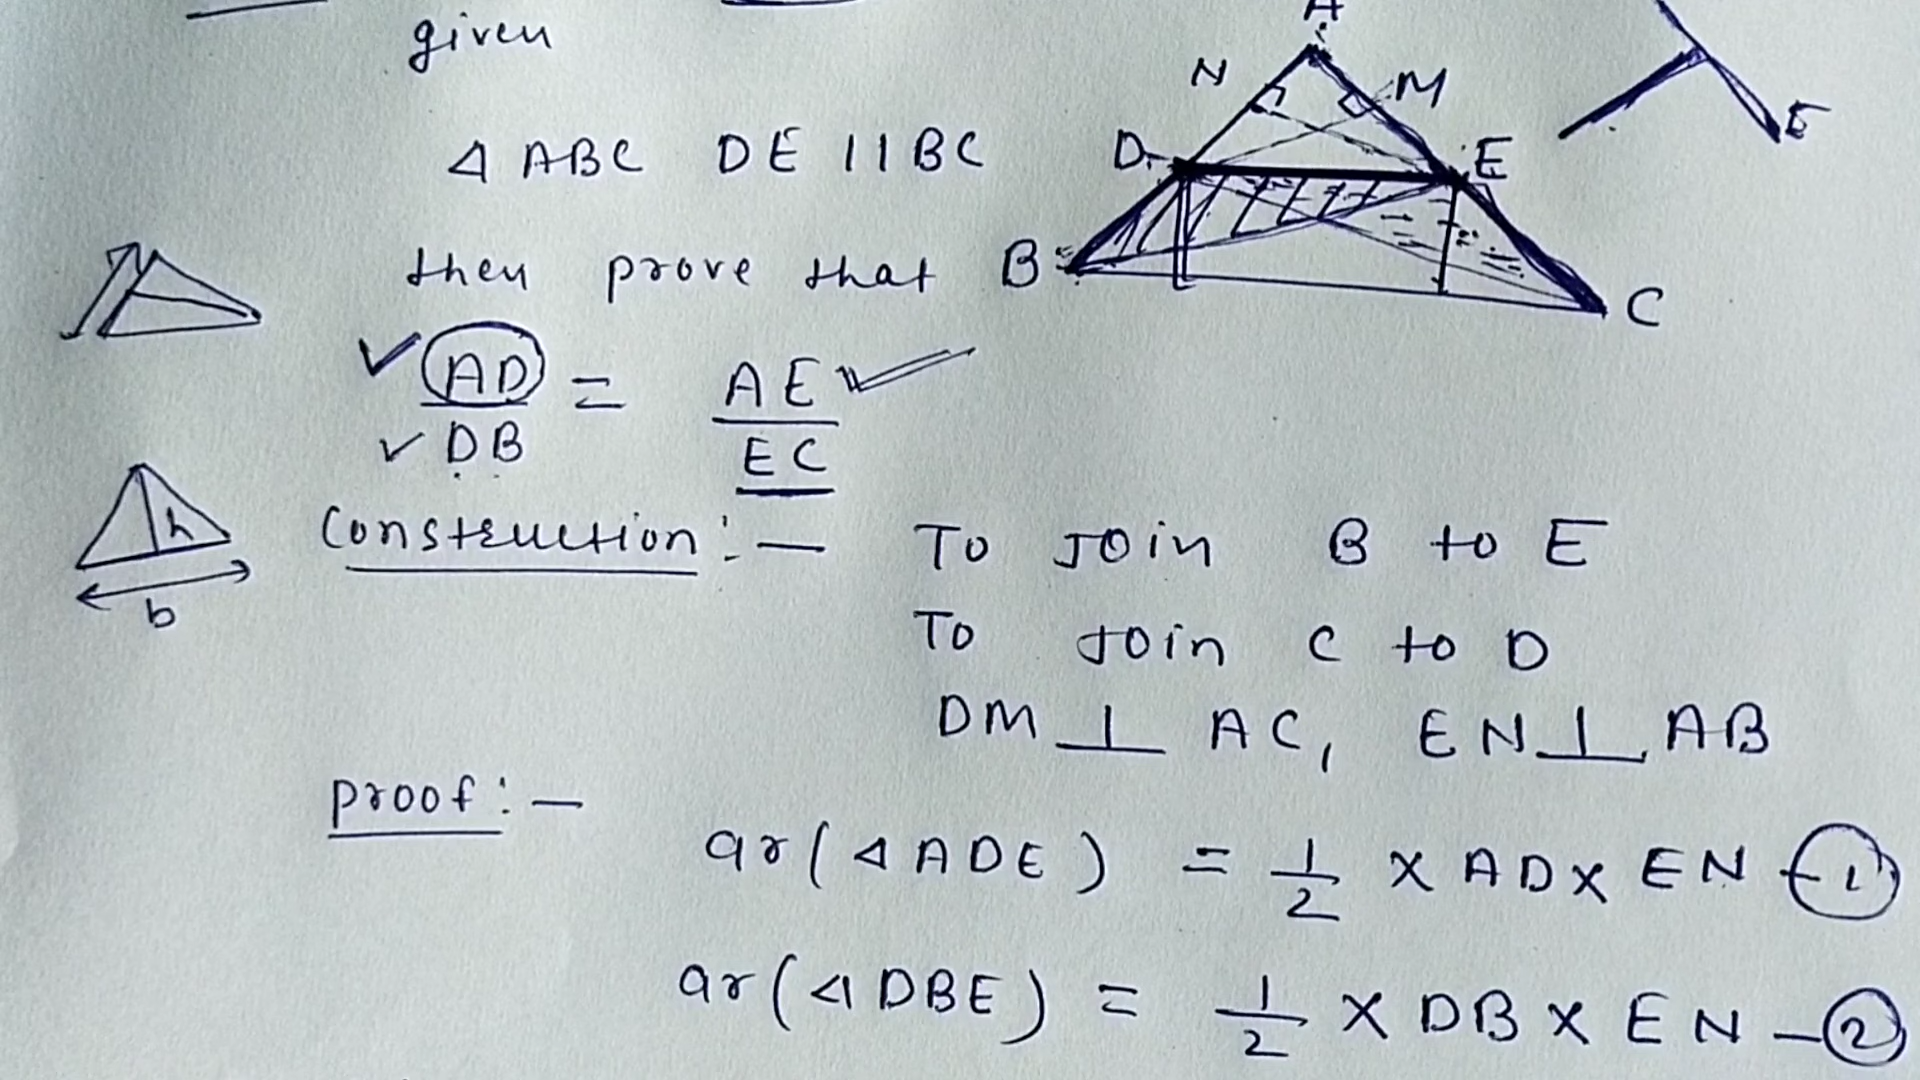 given
A
N
M
E
△ ABC DE || BC
D
E
then prove that
B
C
AD = AE
DB EC
h
b
Construction :— To Join B to E
To Join C to D
DM ⊥ AC, EN ⊥ AB
proof :—
ar(△ADE) = 1/2 × AD × EN — 1
ar(△DBE) = 1/2 × DB × EN — 2